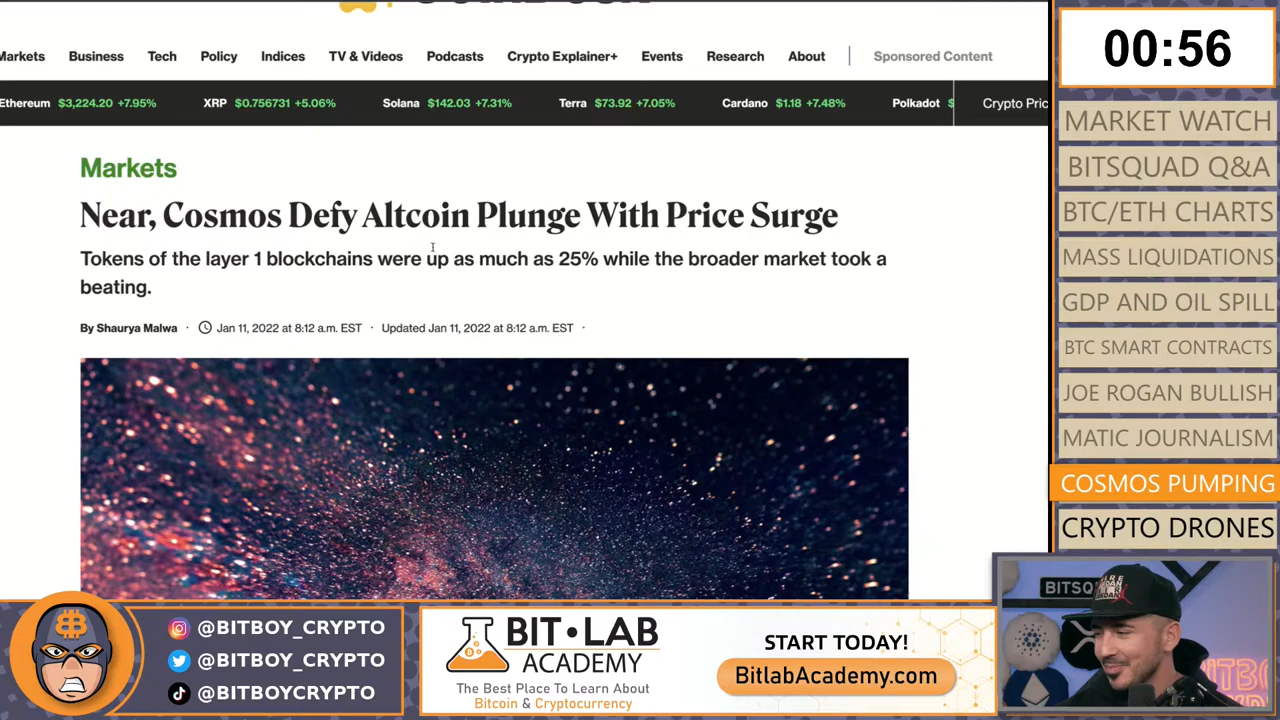 Markets Business Tech Policy Indices TV & Videos Podcasts Crypto Explainer+ Events Research About Sponsored Content
Ethereum $3,224.20 +7.95% XRP $0.756731 +5.06% Solana $142.03 +7.31% Terra $73.92 +7.05% Cardano $1.18 +7.48% Polkadot $ Crypto Pric
Markets
Near, Cosmos Defy Altcoin Plunge With Price Surge
Tokens of the layer 1 blockchains were up as much as 25% while the broader market took a
beating.
By Shaurya Malwa · Jan 11, 2022 at 8:12 a.m. EST · Updated Jan 11, 2022 at 8:12 a.m. EST ·
00:56
MARKET WATCH
BITSQUAD Q&A
BTC/ETH CHARTS
MASS LIQUIDATIONS
GDP AND OIL SPILL
BTC SMART CONTRACTS
JOE ROGAN BULLISH
MATIC JOURNALISM
COSMOS PUMPING
CRYPTO DRONES
@BITBOY_CRYPTO
@BITBOY_CRYPTO
@BITBOYCRYPTO
BIT•LAB
ACADEMY
The Best Place To Learn About
Bitcoin & Cryptocurrency
START TODAY!
BitlabAcademy.com
BITSQ